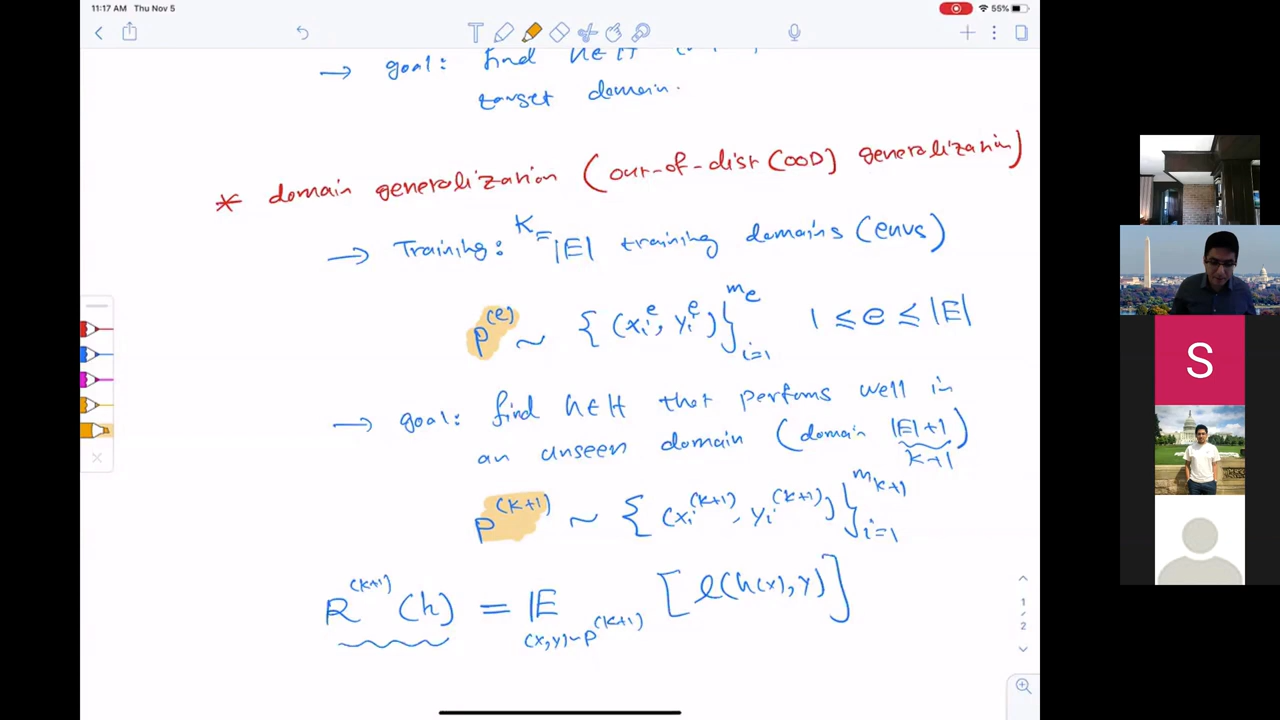 11:17 AM Thu Nov 5
55%
→ goal: find h∈H
target domain.
* domain generalization (out-of-dist (OOD) generalization)
→ Training: K=|E| training domains (envs)
p^(e) ~ {(x_i^e, y_i^e)}_{i=1}^{m_e} 1 ≤ e ≤ |E|
→ goal: find h∈H that performs well in
an unseen domain (domain |E|+1)
K+1
p^(K+1) ~ {(x_i^(K+1), y_i^(K+1))}_{i=1}^{m_{K+1}}
R^(K+1)(h) = E_{(x,y)~p^(K+1)} [ℓ(h(x), y)]
1
/
2
S